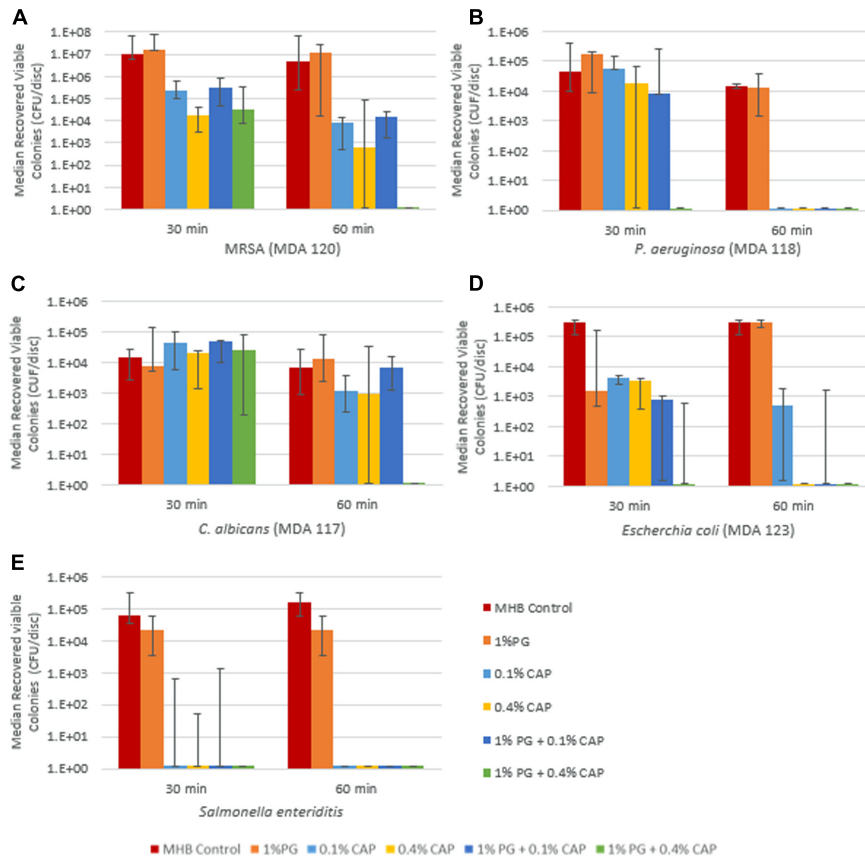 A
Median Recovered Viable
Colonies (CFU/disc)
1.E+08
1.E+07
1.E+06
1.E+05
1.E+04
1.E+03
1.E+02
1.E+01
1.E+00
30 min
60 min
MRSA (MDA 120)
B
Median Recovered Viable
Colonies (CUF/disc)
1.E+06
1.E+05
1.E+04
1.E+03
1.E+02
1.E+01
1.E+00
30 min
60 min
P. aeruginosa (MDA 118)
C
Median Recovered Viable
Colonies (CUF/disc)
1.E+06
1.E+05
1.E+04
1.E+03
1.E+02
1.E+01
1.E+00
30 min
60 min
C. albicans (MDA 117)
D
Median Recovered Viable
Colonies (CFU/disc)
1.E+06
1.E+05
1.E+04
1.E+03
1.E+02
1.E+01
1.E+00
30 min
60 min
Escherchia coli (MDA 123)
E
Median Recovered vialble
Colonies (CFU/disc)
1.E+06
1.E+05
1.E+04
1.E+03
1.E+02
1.E+01
1.E+00
30 min
60 min
Salmonella enteriditis
MHB Control
1%PG
0.1% CAP
0.4% CAP
1% PG + 0.1% CAP
1% PG + 0.4% CAP
MHB Control 1%PG 0.1% CAP 0.4% CAP 1% PG + 0.1% CAP 1% PG + 0.4% CAP